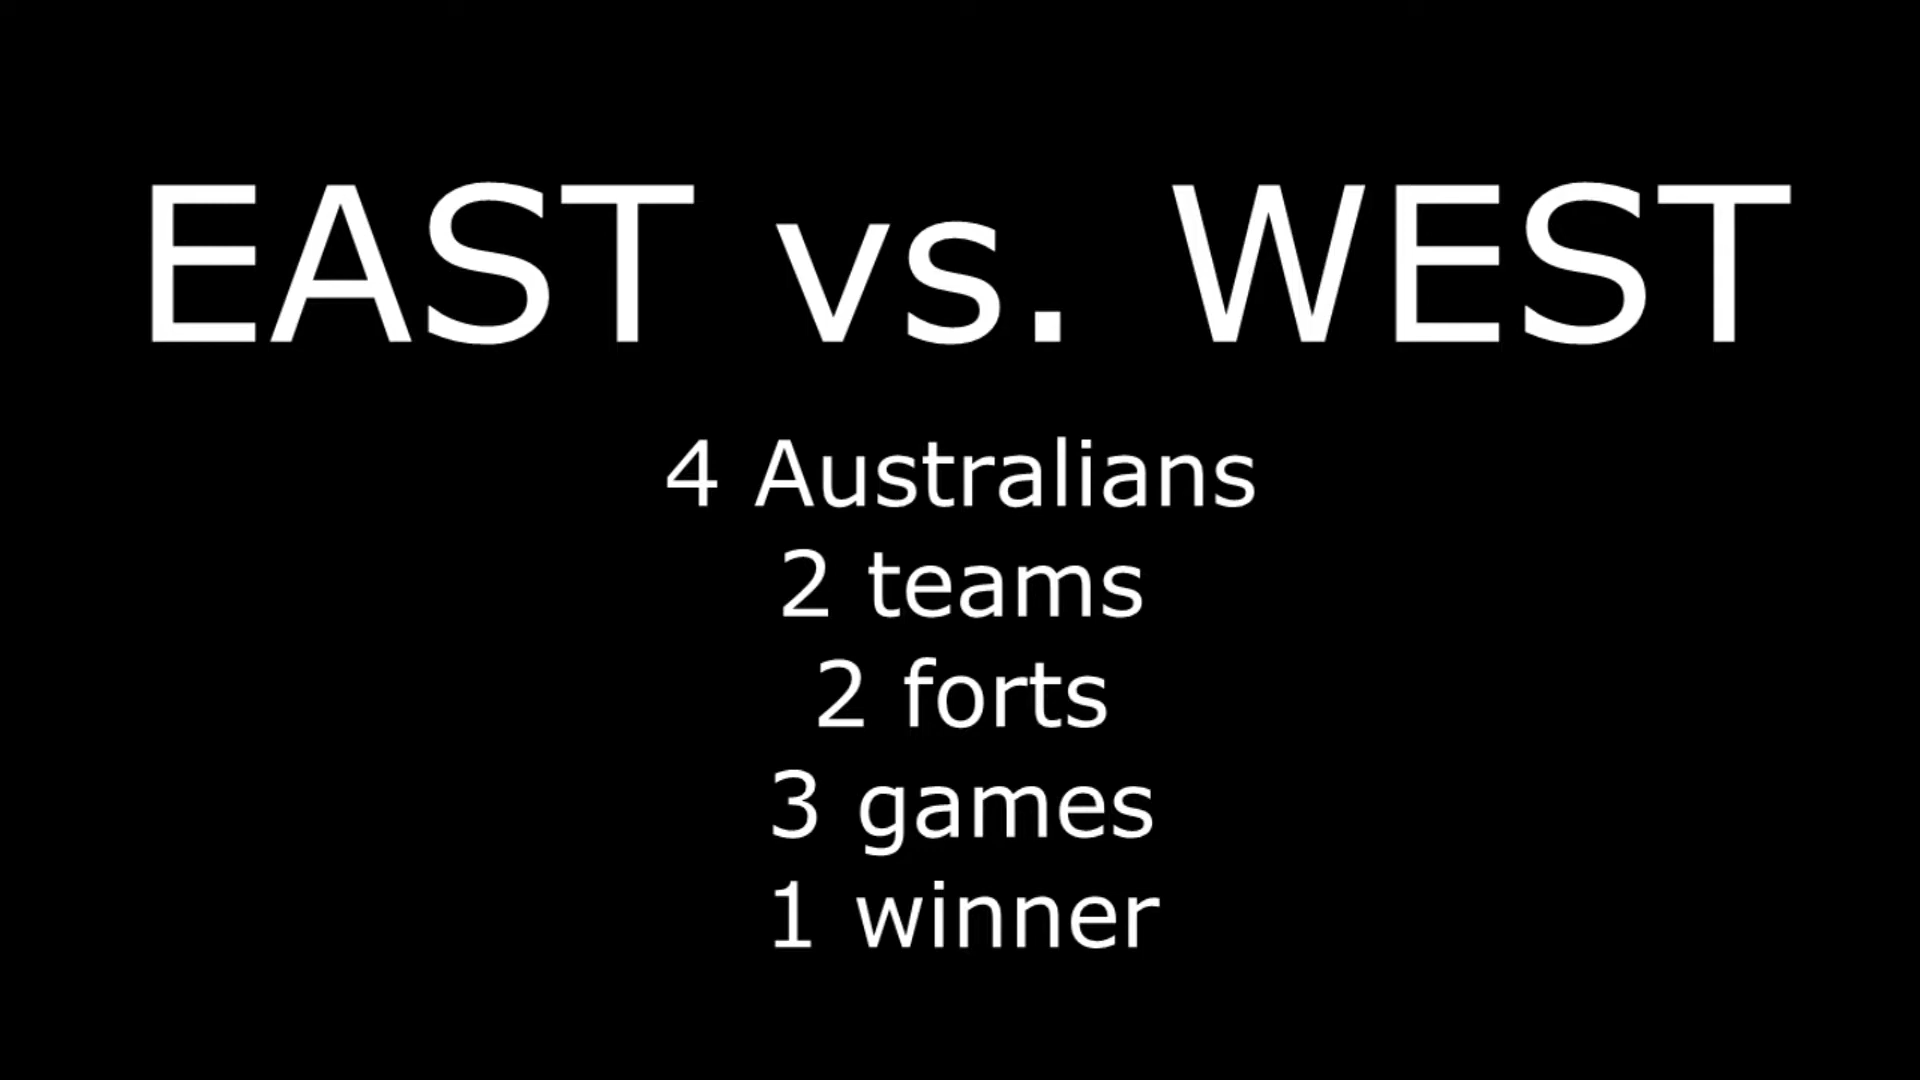 EAST vs. WEST
4 Australians
2 teams
2 forts
3 games
1 winner